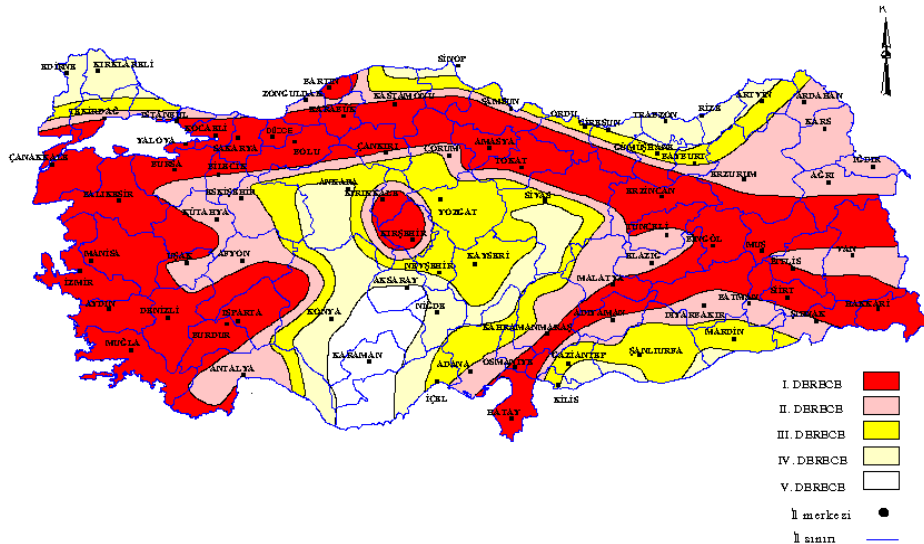 K
SİNOP
EDİRNE
KIRKLARELİ
BARTIN
ZONGULDAK
KASTAMONU
KARABÜK
SAMSUN
ORDU
GİRESUN
TRABZON
RİZE
ARTVİN
ARDAHAN
KARS
TEKİRDAĞ
İSTANBUL
KOCAELİ
YALOVA
SAKARYA
DÜZCE
BOLU
ÇANKIRI
ÇORUM
AMASYA
TOKAT
GÜMÜŞHANE
BAYBURT
ERZURUM
IĞDIR
AĞRI
ÇANAKKALE
BURSA
BİLECİK
BALIKESİR
ESKİŞEHİR
KÜTAHYA
ANKARA
KIRIKKALE
YOZGAT
SİVAS
ERZİNCAN
KIRŞEHİR
TUNCELİ
BİNGÖL
MUŞ
VAN
MANİSA
UŞAK
AFYON
NEVŞEHİR
KAYSERİ
MALATYA
ELAZIĞ
BİTLİS
İZMİR
AKSARAY
NİĞDE
SİİRT
BATMAN
HAKKARİ
AYDIN
DENİZLİ
ISPARTA
BURDUR
KONYA
KAHRAMANMARAŞ
ADIYAMAN
DİYARBAKIR
ŞIRNAK
MARDİN
MUĞLA
ANTALYA
KARAMAN
ADANA
OSMANİYE
GAZİANTEP
ŞANLIURFA
İÇEL
KİLİS
HATAY
I. DERECE
II. DERECE
III. DERECE
IV. DERECE
V. DERECE
İl merkezi
İl sınırı